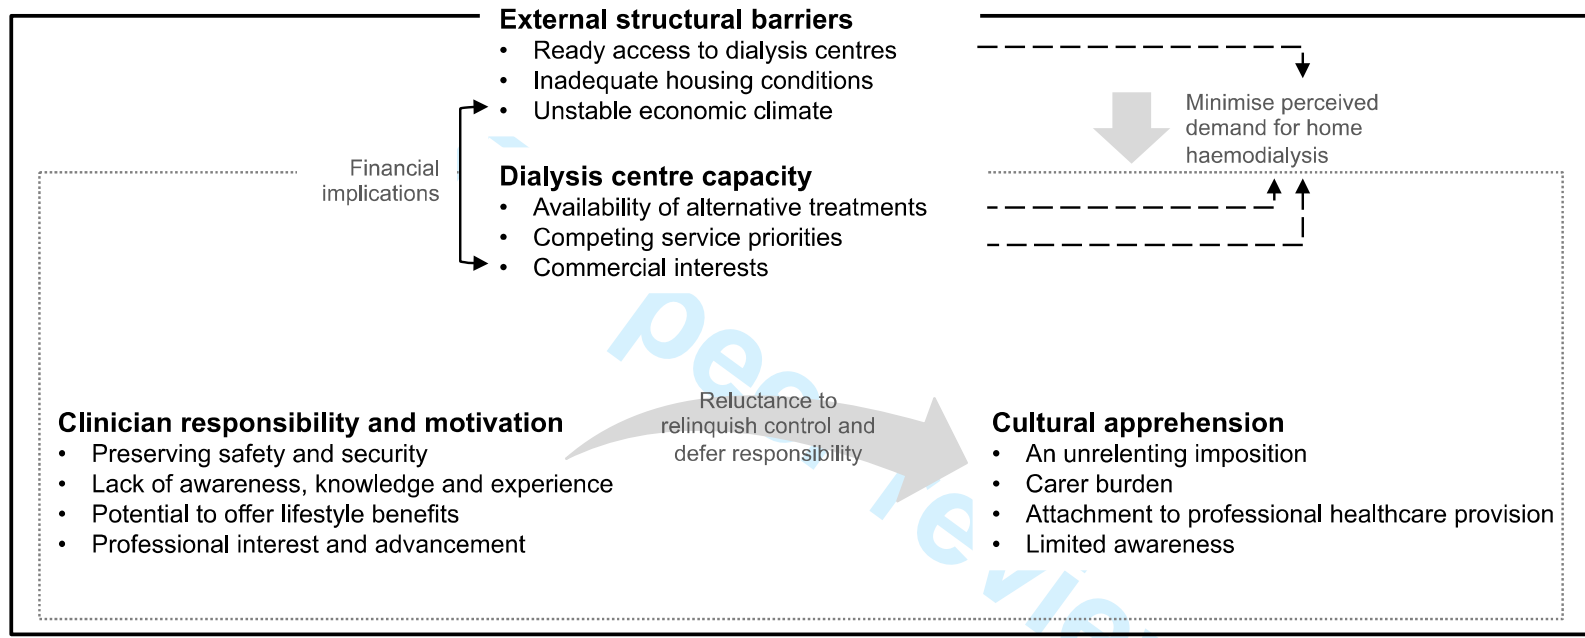 External structural barriers
• Ready access to dialysis centres
• Inadequate housing conditions
• Unstable economic climate
Minimise perceived
demand for home
haemodialysis
Financial
implications
Dialysis centre capacity
• Availability of alternative treatments
• Competing service priorities
• Commercial interests
Clinician responsibility and motivation
• Preserving safety and security
• Lack of awareness, knowledge and experience
• Potential to offer lifestyle benefits
• Professional interest and advancement
Reluctance to
relinquish control and
defer responsibility
Cultural apprehension
• An unrelenting imposition
• Carer burden
• Attachment to professional healthcare provision
• Limited awareness